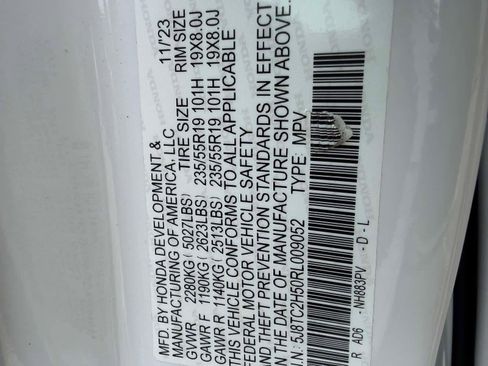 MFD. BY HONDA DEVELOPMENT & 11/23
MANUFACTURING OF AMERICA, LLC
TIRE SIZE RIM SIZE
GVWR 2280KG (5027LBS)
GAWR F 1190KG (2623LBS) 235/55R19 101H 19X8.0J
GAWR R 1140KG (2513LBS) 235/55R19 101H 19X8.0J
THIS VEHICLE CONFORMS TO ALL APPLICABLE
FEDERAL MOTOR VEHICLE SAFETY
AND THEFT PREVENTION STANDARDS IN EFFECT
ON THE DATE OF MANUFACTURE SHOWN ABOVE.
5J8TC2H50RL009052 TYPE: MPV
R AD6 - NH883PV - D - L